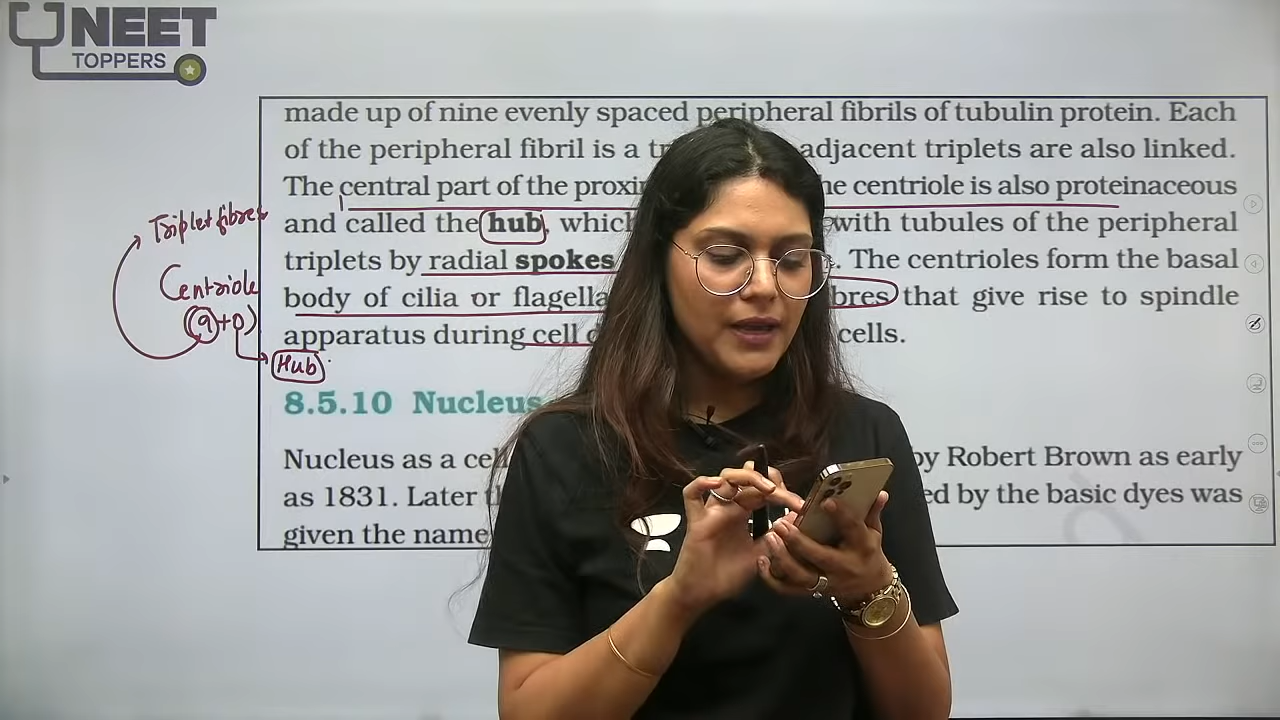 NEET
TOPPERS
made up of nine evenly spaced peripheral fibrils of tubulin protein. Each
of the peripheral fibril is a adjacent triplets are also linked.
The central part of the he centriole is also proteinaceous
and called the hub, which with tubules of the peripheral
triplets by radial spokes . The centrioles form the basal
body of cilia or flagella bres that give rise to spindle
apparatus during cell cells.
Triplet fibres
Centriole
(9+0)
Hub
8.5.10 Nucleus
Nucleus as a cel by Robert Brown as early
as 1831. Later ed by the basic dyes was
given the name